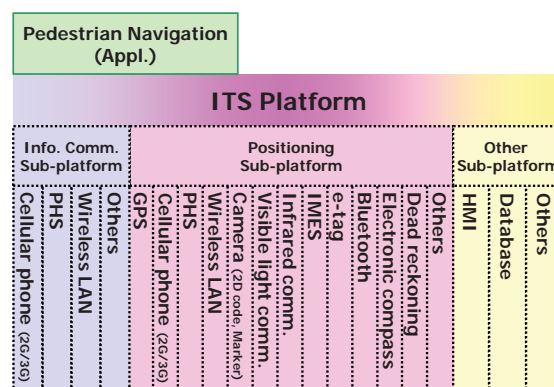 Pedestrian Navigation
(Appl.)
ITS Platform
Info. Comm.
Sub-platform
Positioning
Sub-platform
Other
Sub-platform
Cellular phone (2G/3G)
PHS
Wireless LAN
Others
GPS
Cellular phone (2G/3G)
PHS
Wireless LAN
Camera (2D code, Marker)
Visible light comm.
Infrared comm.
IMES
e-tag
Bluetooth
Electronic compass
Dead reckoning
Others
HMI
Database
Others